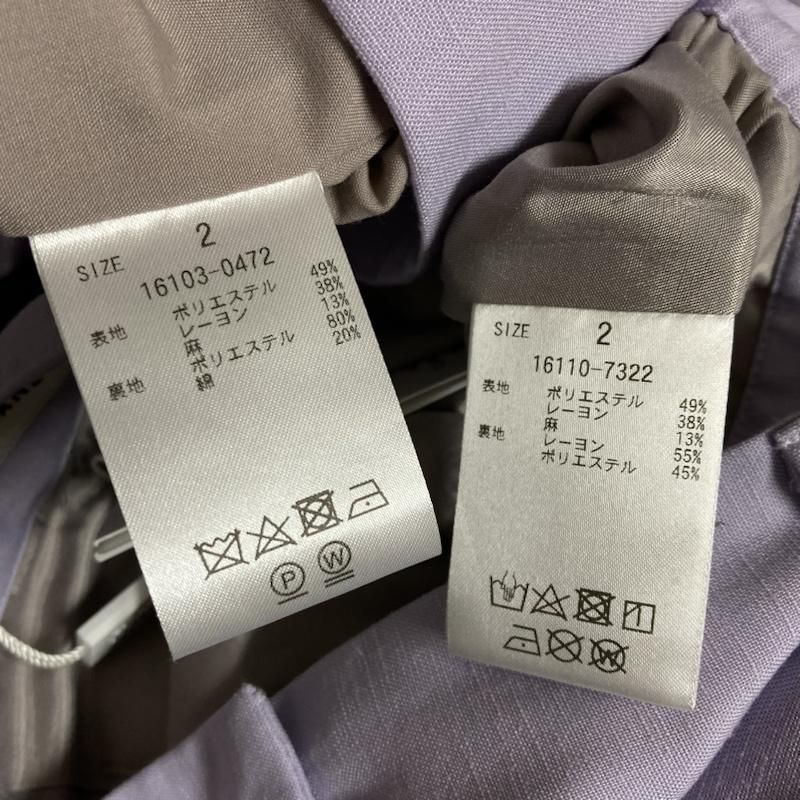 SIZE 2
16103-0472
表地 ポリエステル 49%
レーヨン 38%
麻 13%
裏地 ポリエステル 80%
綿 20%
P W
SIZE 2
16110-7322
表地 ポリエステル 49%
レーヨン 38%
麻 13%
裏地 レーヨン 55%
ポリエステル 45%
W